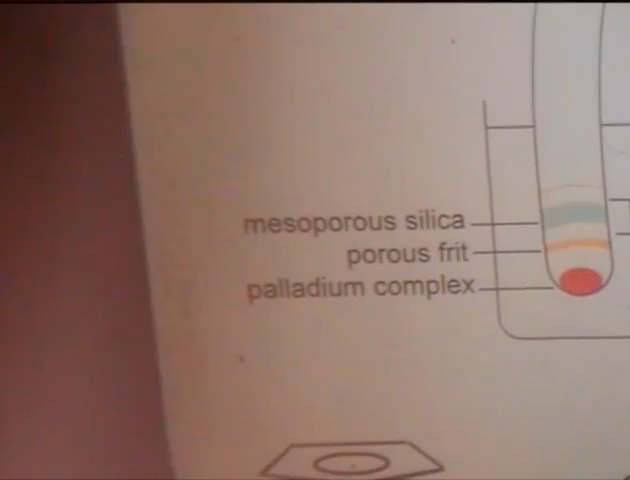 mesoporous silica
porous frit
palladium complex